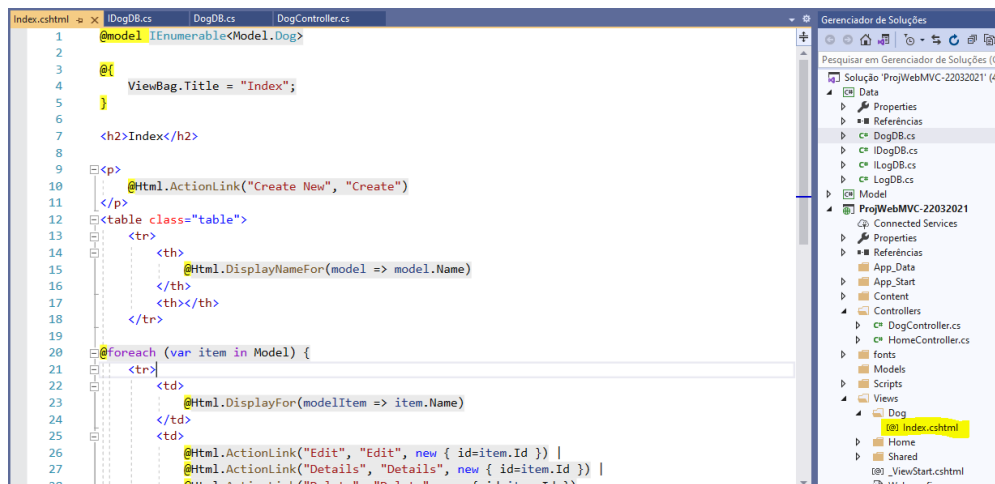 Index.cshtml IDogDB.cs DogDB.cs DogController.cs
1 @model IEnumerable<Model.Dog>
2
3 @{
4 ViewBag.Title = "Index";
5 }
6
7 <h2>Index</h2>
8
9 <p>
10 @Html.ActionLink("Create New", "Create")
11 </p>
12 <table class="table">
13 <tr>
14 <th>
15 @Html.DisplayNameFor(model => model.Name)
16 </th>
17 <th></th>
18 </tr>
19
20 @foreach (var item in Model) {
21 <tr>
22 <td>
23 @Html.DisplayFor(modelItem => item.Name)
24 </td>
25 <td>
26 @Html.ActionLink("Edit", "Edit", new { id=item.Id }) |
27 @Html.ActionLink("Details", "Details", new { id=item.Id }) |
Gerenciador de Soluções
Pesquisar em Gerenciador de Soluções (
Solução 'ProjWebMVC-22032021' (4
Data
Properties
Referências
DogDB.cs
IDogDB.cs
ILogDB.cs
LogDB.cs
Model
ProjWebMVC-22032021
Connected Services
Properties
Referências
App_Data
App_Start
Content
Controllers
DogController.cs
HomeController.cs
fonts
Models
Scripts
Views
Dog
Index.cshtml
Home
Shared
_ViewStart.cshtml